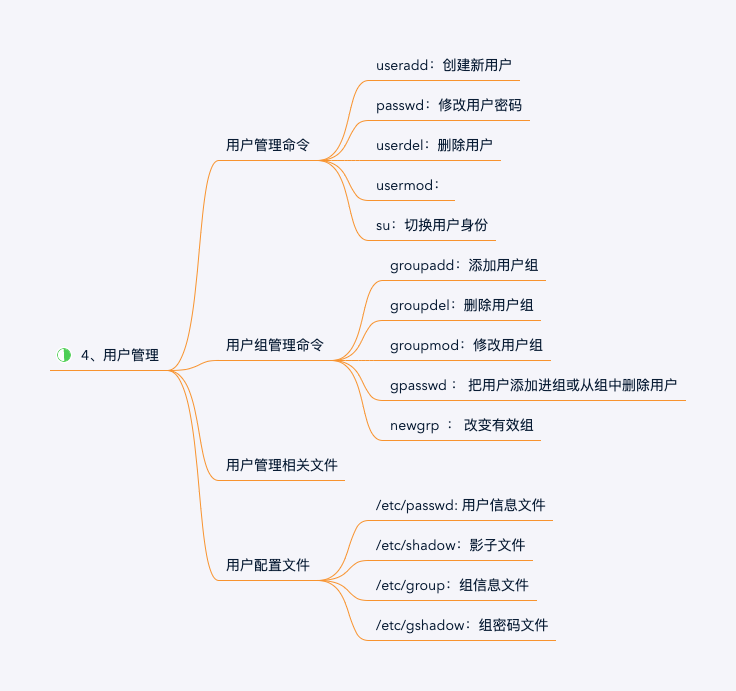 4、用户管理
用户管理命令
useradd：创建新用户
passwd：修改用户密码
userdel：删除用户
usermod：
su：切换用户身份
用户组管理命令
groupadd：添加用户组
groupdel：删除用户组
groupmod：修改用户组
gpasswd ： 把用户添加进组或从组中删除用户
newgrp ： 改变有效组
用户管理相关文件
用户配置文件
/etc/passwd: 用户信息文件
/etc/shadow：影子文件
/etc/group：组信息文件
/etc/gshadow：组密码文件